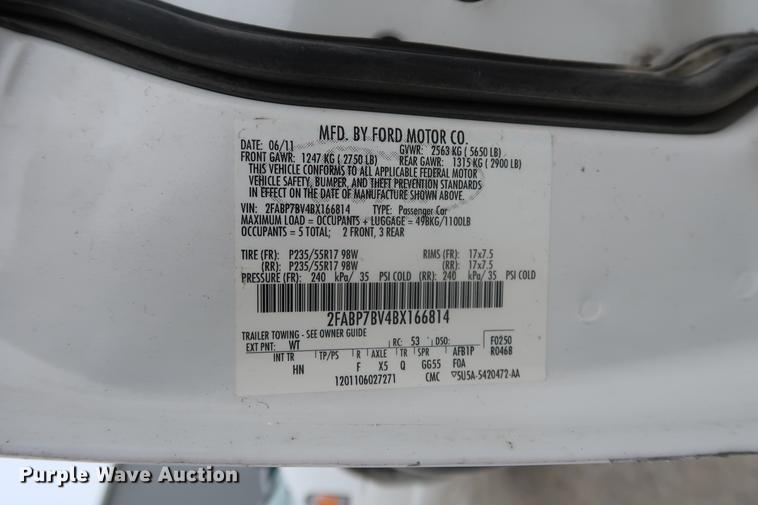 MFD. BY FORD MOTOR CO.
DATE: 06/11 GVWR: 2563 KG ( 5650 LB)
FRONT GAWR: 1247 KG ( 2750 LB) REAR GAWR: 1315 KG ( 2900 LB)
THIS VEHICLE CONFORMS TO ALL APPLICABLE FEDERAL MOTOR
VEHICLE SAFETY, BUMPER, AND THEFT PREVENTION STANDARDS
IN EFFECT ON THE DATE OF MANUFACTURE SHOWN ABOVE.
VIN: 2FABP7BV4BX166814 TYPE: Passenger Car
MAXIMUM LOAD = OCCUPANTS + LUGGAGE = 498KG/1100LB
OCCUPANTS = 5 TOTAL; 2 FRONT, 3 REAR
TIRE (FR): P235/55R17 98W RIMS (FR): 17x7.5
(RR): P235/55R17 98W (RR): 17x7.5
PRESSURE (FR): 240 kPa/ 35 PSI COLD (RR): 240 kPa/ 35 PSI COLD
2FABP7BV4BX166814
TRAILER TOWING - SEE OWNER GUIDE
EXT PNT: WT RC: 53 DSO: F0250
INT TR TP/PS R AXLE TR SPR AFB1P R0468
HN F X5 Q GG55 F0A
1201106027271 CMC 5U5A-5420472-AA
Purple Wave Auction